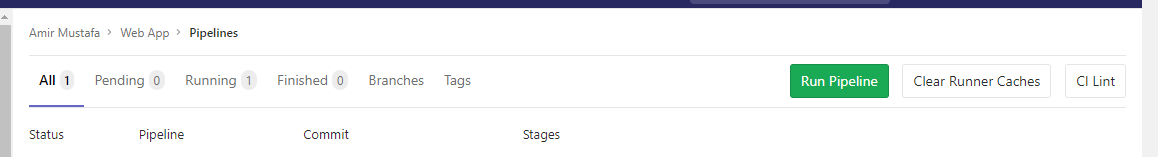 Amir Mustafa > Web App > Pipelines
All 1 Pending 0 Running 1 Finished 0 Branches Tags Run Pipeline Clear Runner Caches CI Lint
Status Pipeline Commit Stages